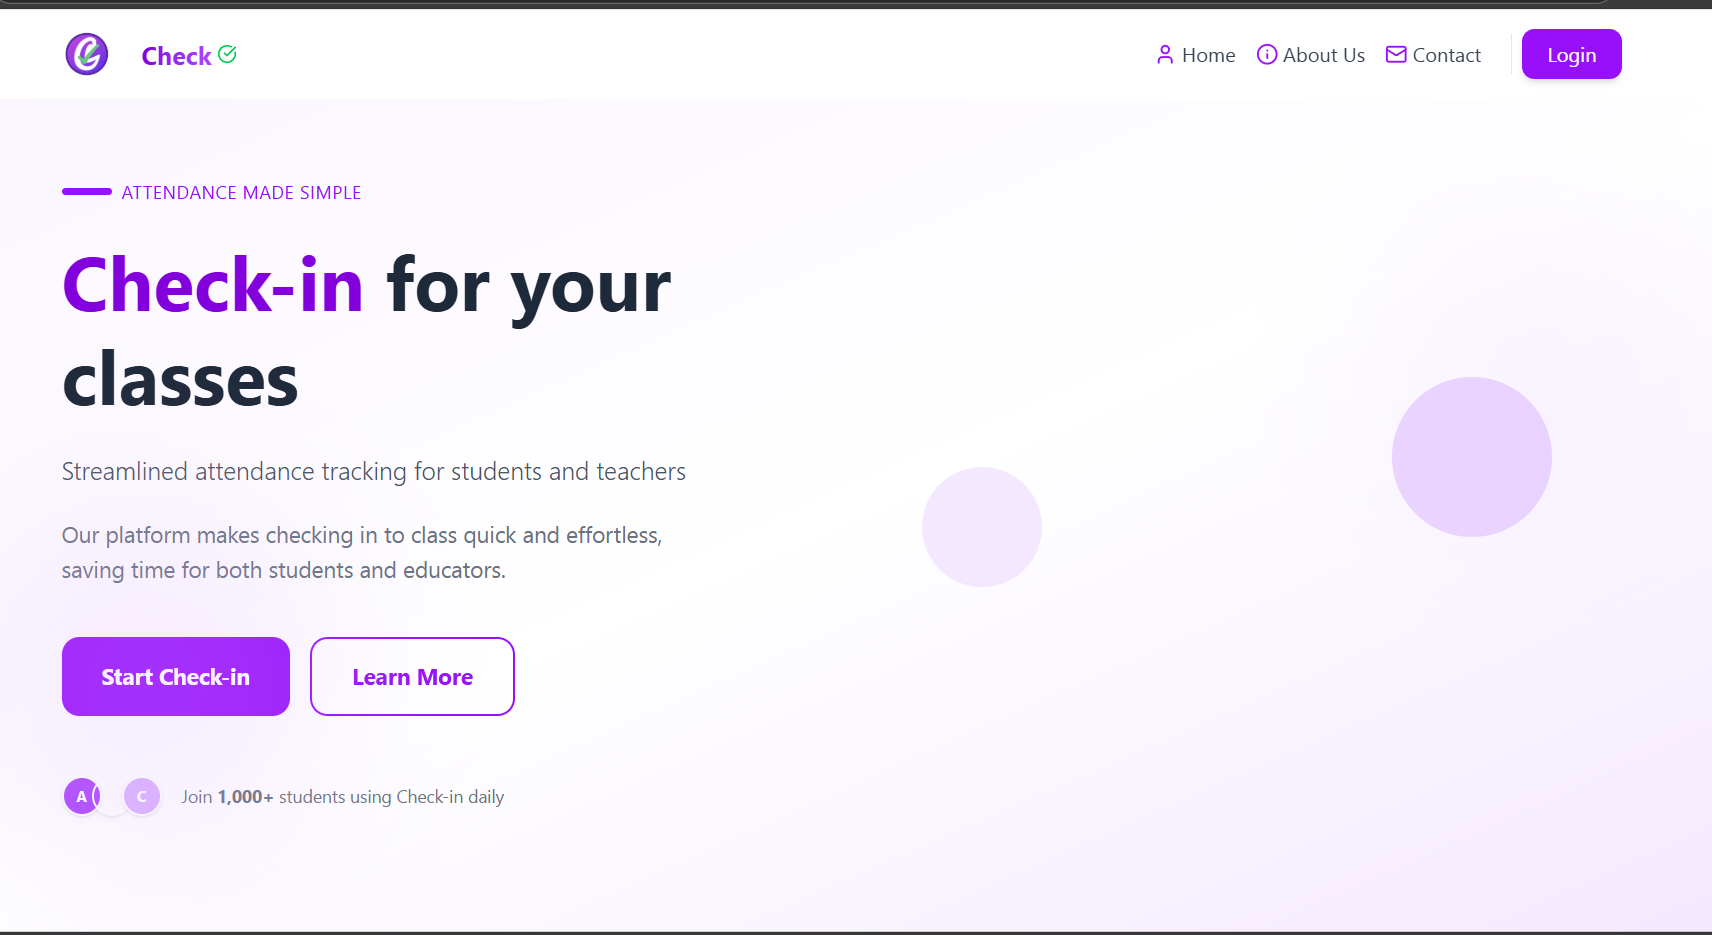 Check
Home
About Us
Contact
Login
ATTENDANCE MADE SIMPLE
Check-in for your
classes
Streamlined attendance tracking for students and teachers
Our platform makes checking in to class quick and effortless,
saving time for both students and educators.
Start Check-in
Learn More
A
C
Join 1,000+ students using Check-in daily